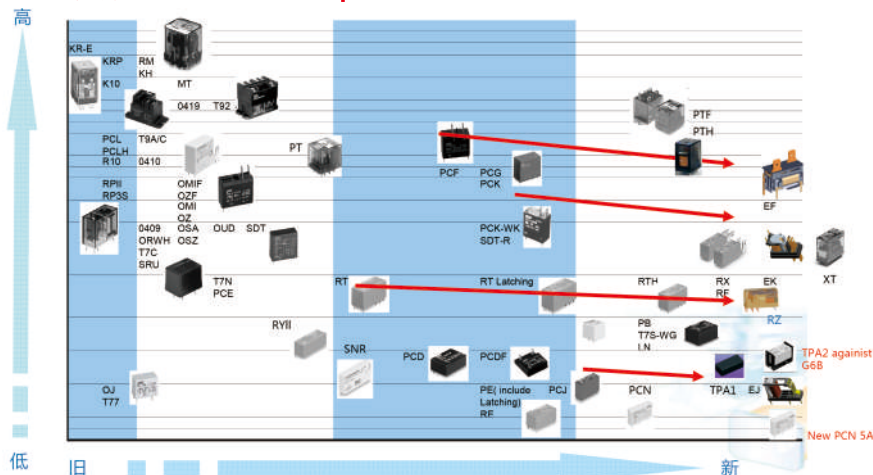 高
KR-E
KRP
RM
KH
K10
MT
0419
T92
PTF
PTH
PCL
PCLH
R10
T9A/C
0410
PT
PCF
PCG
PCK
EF
RPII
RP3S
OMIF
OZF
OMI
OZ
0409
ORWH
T7C
SRU
OSA
OSZ
OUD
SDT
PCK-WK
SDT-R
XT
T7N
PCE
RT
RT Latching
RTH
RX
RF
EK
RZ
RYII
PB
T7S-WG
LN
SNR
PCD
PCDF
TPA2 againist
G6B
OJ
T77
PE( include
Latching)
RE
PCJ
PCN
TPA1
EJ
New PCN 5A
低
旧
新